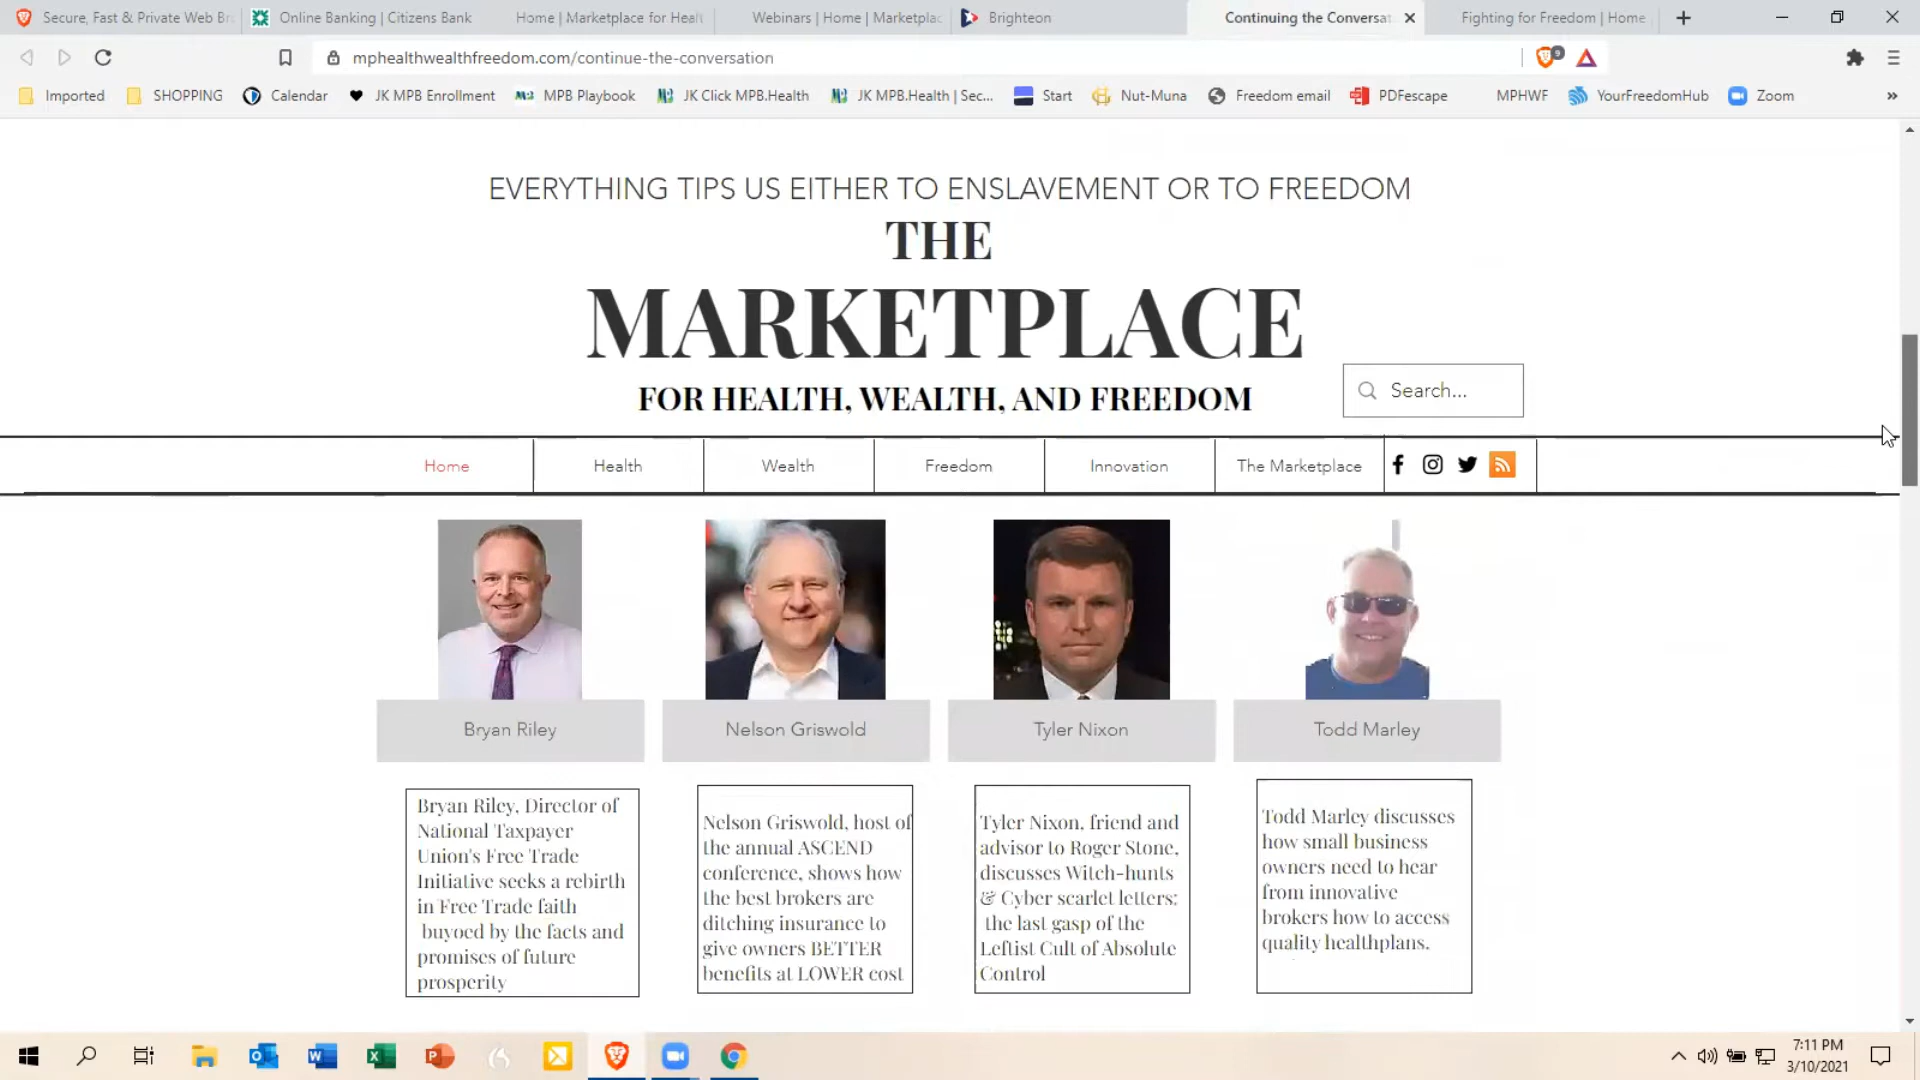 Secure, Fast & Private Web Br
Online Banking | Citizens Bank
Home | Marketplace for Healt
Webinars | Home | Marketplac
Brighteon
Continuing the Conversat
Fighting for Freedom | Home
mphealthwealthfreedom.com/continue-the-conversation
9
Imported
SHOPPING
Calendar
JK MPB Enrollment
MPB Playbook
JK Click MPB.Health
JK MPB.Health | Sec...
Start
Nut-Muna
Freedom email
PDFescape
MPHWF
YourFreedomHub
Zoom
EVERYTHING TIPS US EITHER TO ENSLAVEMENT OR TO FREEDOM
THE
MARKETPLACE
FOR HEALTH, WEALTH, AND FREEDOM
Search...
Home
Health
Wealth
Freedom
Innovation
The Marketplace
Bryan Riley
Nelson Griswold
Tyler Nixon
Todd Marley
Bryan Riley, Director of
National Taxpayer
Union's Free Trade
Initiative seeks a rebirth
in Free Trade faith
buyoed by the facts and
promises of future
prosperity
Nelson Griswold, host of
the annual ASCEND
conference, shows how
the best brokers are
ditching insurance to
give owners BETTER
benefits at LOWER cost
Tyler Nixon, friend and
advisor to Roger Stone,
discusses Witch-hunts
& Cyber scarlet letters:
the last gasp of the
Leftist Cult of Absolute
Control
Todd Marley discusses
how small business
owners need to hear
from innovative
brokers how to access
quality healthplans.
7:11 PM
3/10/2021